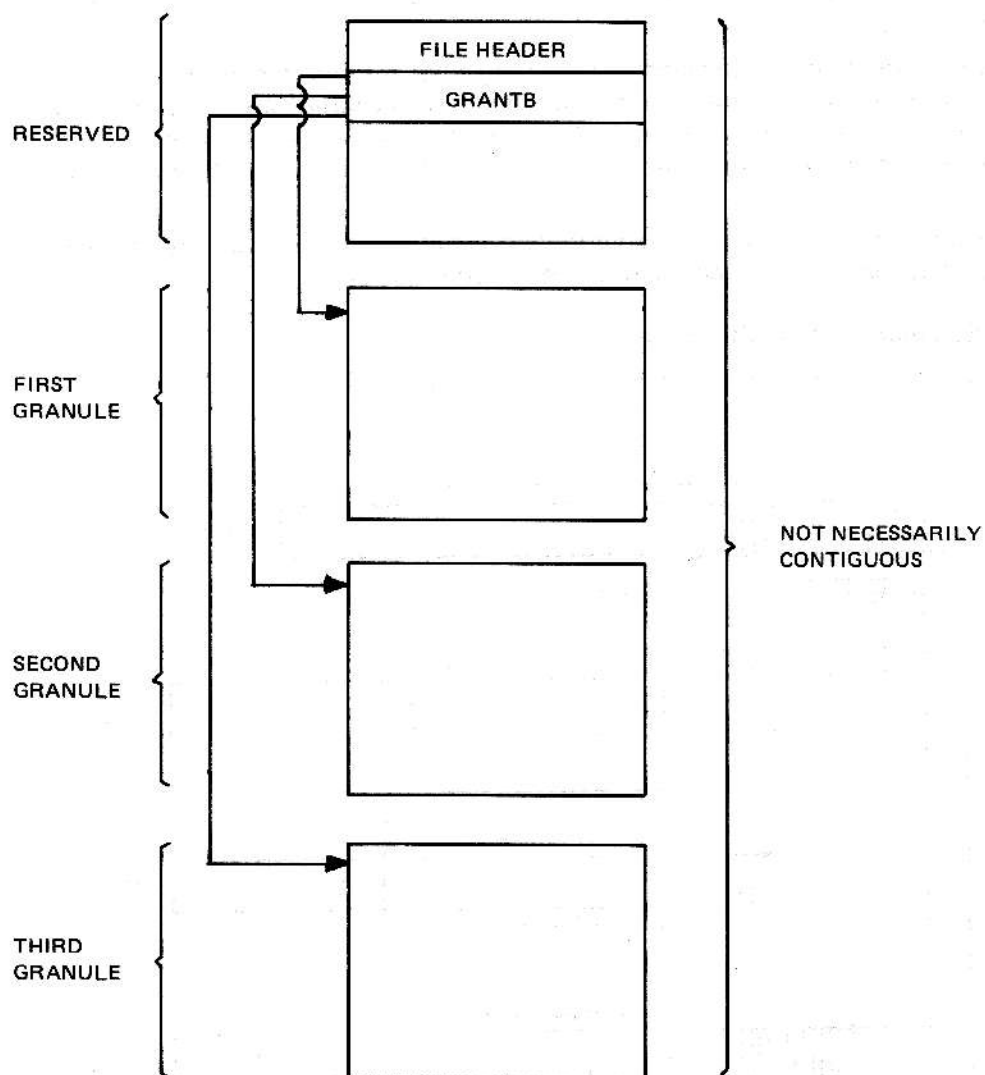 FILE HEADER
GRANTB
RESERVED
FIRST
GRANULE
NOT NECESSARILY
CONTIGUOUS
SECOND
GRANULE
THIRD
GRANULE